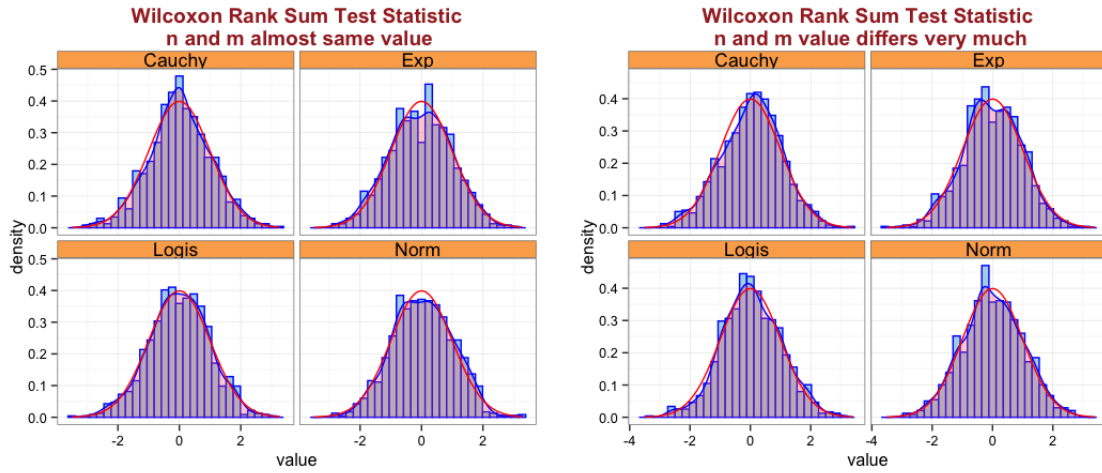 Wilcoxon Rank Sum Test Statistic
n and m almost same value
Cauchy Exp
0.5
0.4
0.3
0.2
0.1
0.0
density
Logis Norm
0.5
0.4
0.3
0.2
0.1
0.0
-2 0 2 -2 0 2
value
Wilcoxon Rank Sum Test Statistic
n and m value differs very much
Cauchy Exp
0.4
0.3
0.2
0.1
0.0
density
Logis Norm
0.4
0.3
0.2
0.1
0.0
-4 -2 0 2 -4 -2 0 2
value